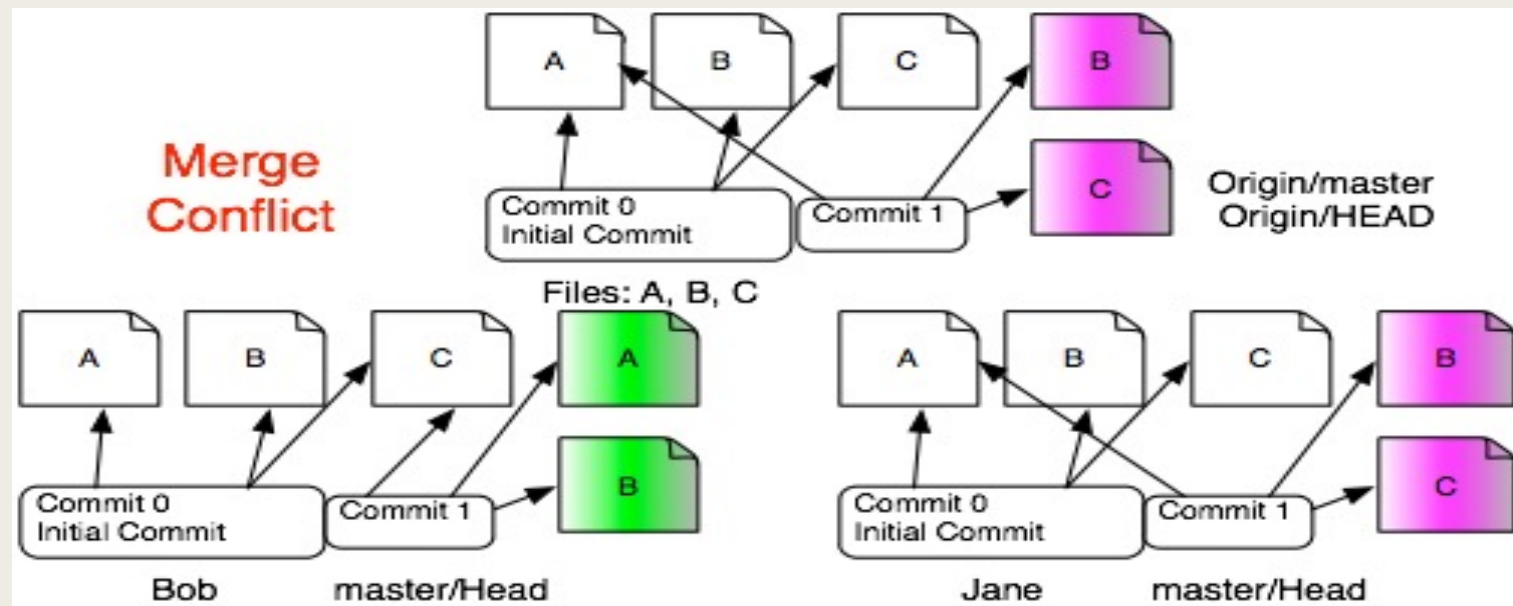 A
B
C
B
Merge
Conflict
C
Origin/master
Origin/HEAD
Commit 0
Initial Commit
Commit 1
Files: A, B, C
A
B
C
A
B
Commit 0
Initial Commit
Commit 1
Bob
master/Head
A
B
C
B
C
Commit 0
Initial Commit
Commit 1
Jane
master/Head